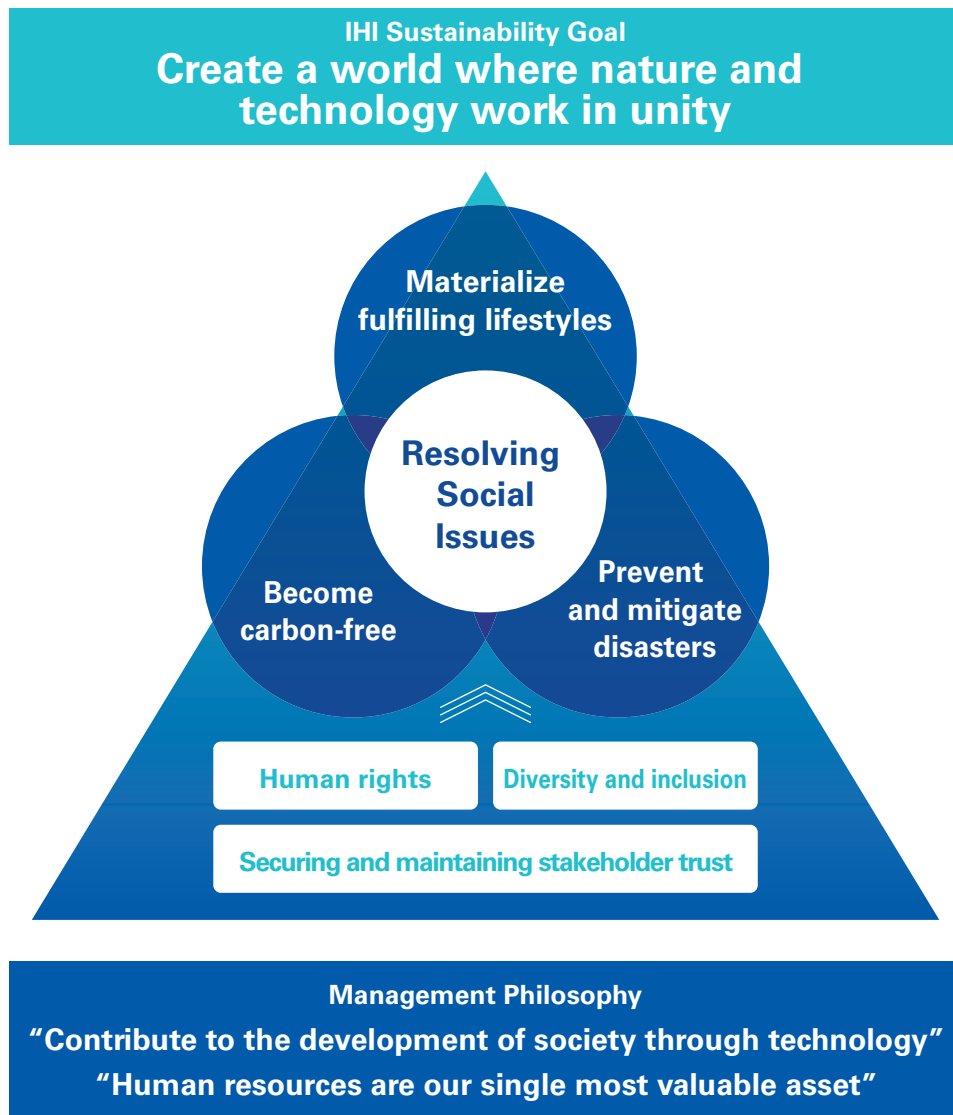 IHI Sustainability Goal
Create a world where nature and
technology work in unity
Materialize
fulfilling lifestyles
Resolving
Social
Issues
Become
carbon-free
Prevent
and mitigate
disasters
Human rights
Diversity and inclusion
Securing and maintaining stakeholder trust
Management Philosophy
“Contribute to the development of society through technology”
“Human resources are our single most valuable asset”